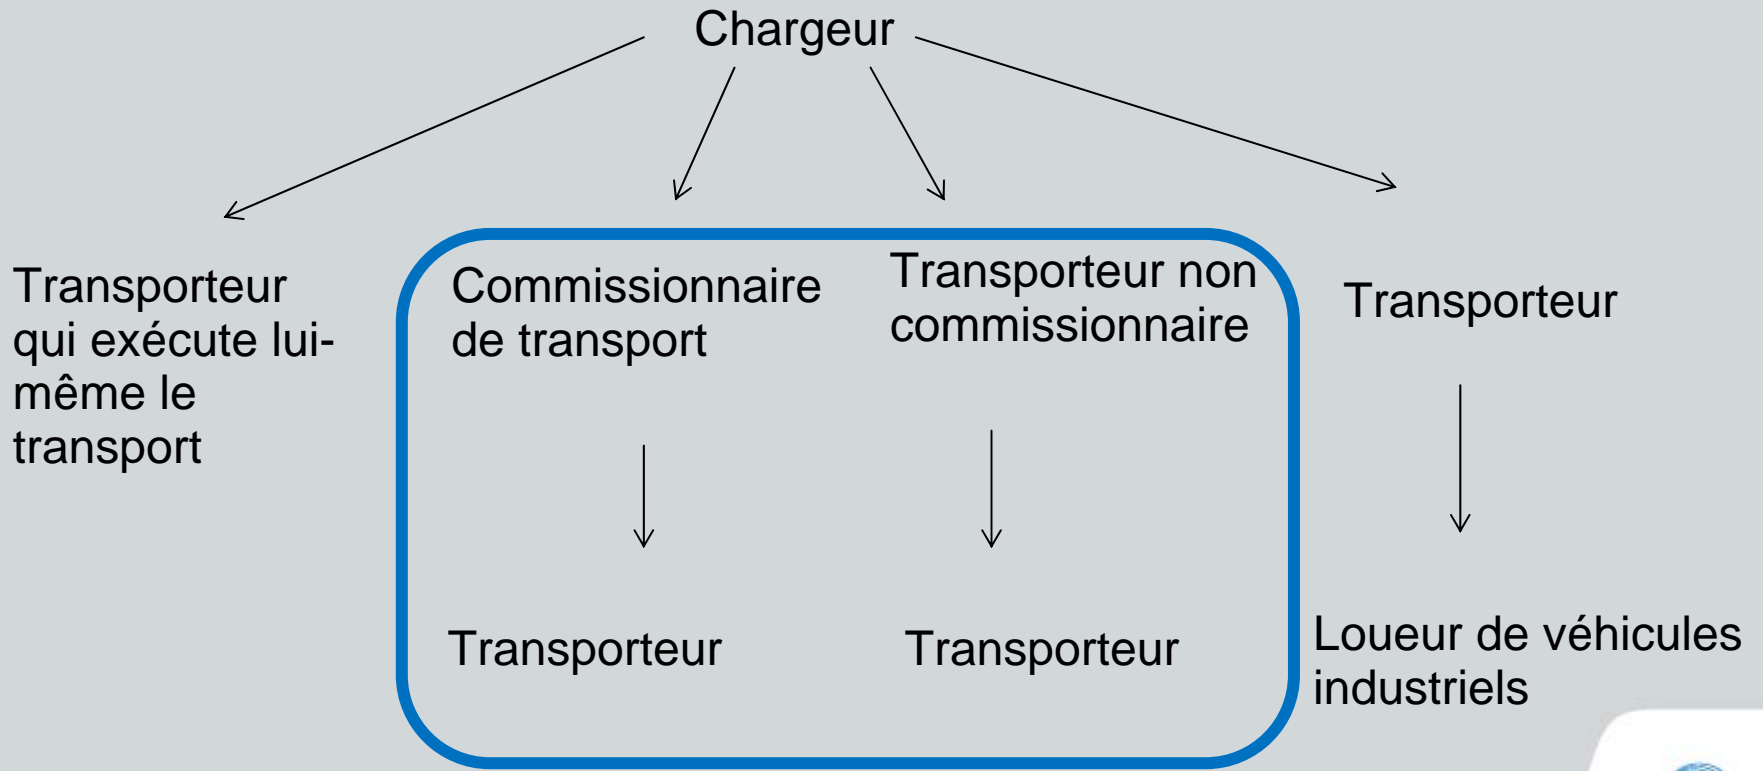 Chargeur
Transporteur
qui exécute lui-
même le
transport
Commissionnaire
de transport
Transporteur non
commissionnaire
Transporteur
Transporteur
Transporteur
Loueur de véhicules
industriels